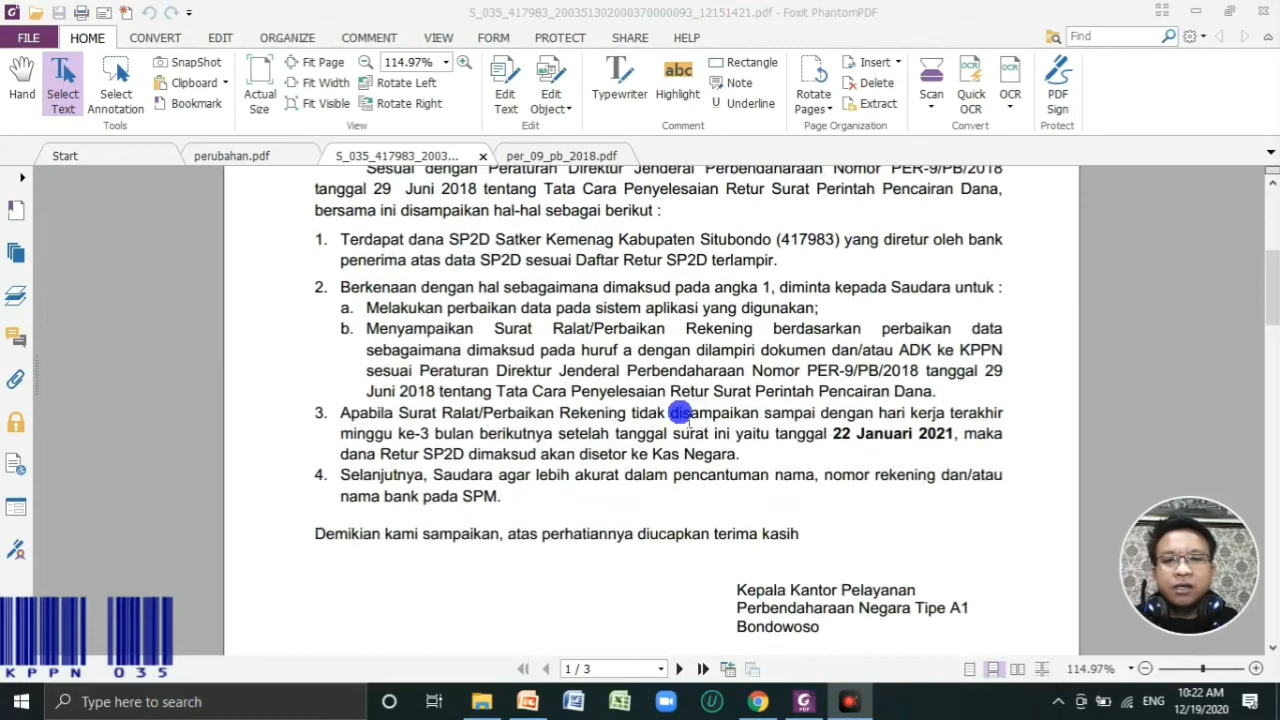 S_035_417983_200351302000370000093_12151421.pdf - Foxit PhantomPDF
FILE HOME CONVERT EDIT ORGANIZE COMMENT VIEW FORM PROTECT SHARE HELP Find
Hand
Select Text
Select Annotation
SnapShot
Clipboard
Bookmark
Tools
Actual Size
Fit Page
Fit Width
Fit Visible
114.97%
Rotate Left
Rotate Right
View
Edit Text
Edit Object
Edit
Typewriter
abc
Highlight
Rectangle
Note
Underline
Comment
Rotate Pages
Insert
Delete
Extract
Page Organization
Scan
Quick OCR
OCR
Convert
PDF Sign
Protect
Start perubahan.pdf S_035_417983_2003... per_09_pb_2018.pdf
Sesuai dengan Peraturan Direktur Jenderal Perbendaharaan Nomor PER-9/PB/2018
tanggal 29 Juni 2018 tentang Tata Cara Penyelesaian Retur Surat Perintah Pencairan Dana,
bersama ini disampaikan hal-hal sebagai berikut :
1. Terdapat dana SP2D Satker Kemenag Kabupaten Situbondo (417983) yang diretur oleh bank
penerima atas data SP2D sesuai Daftar Retur SP2D terlampir.
2. Berkenaan dengan hal sebagaimana dimaksud pada angka 1, diminta kepada Saudara untuk :
a. Melakukan perbaikan data pada sistem aplikasi yang digunakan;
b. Menyampaikan Surat Ralat/Perbaikan Rekening berdasarkan perbaikan data
sebagaimana dimaksud pada huruf a dengan dilampiri dokumen dan/atau ADK ke KPPN
sesuai Peraturan Direktur Jenderal Perbendaharaan Nomor PER-9/PB/2018 tanggal 29
Juni 2018 tentang Tata Cara Penyelesaian Retur Surat Perintah Pencairan Dana.
3. Apabila Surat Ralat/Perbaikan Rekening tidak disampaikan sampai dengan hari kerja terakhir
minggu ke-3 bulan berikutnya setelah tanggal surat ini yaitu tanggal 22 Januari 2021, maka
dana Retur SP2D dimaksud akan disetor ke Kas Negara.
4. Selanjutnya, Saudara agar lebih akurat dalam pencantuman nama, nomor rekening dan/atau
nama bank pada SPM.
Demikian kami sampaikan, atas perhatiannya diucapkan terima kasih
Kepala Kantor Pelayanan
Perbendaharaan Negara Tipe A1
Bondowoso
KPPN 035
1 / 3
114.97%
Type here to search
ENG
10:22 AM
12/19/2020